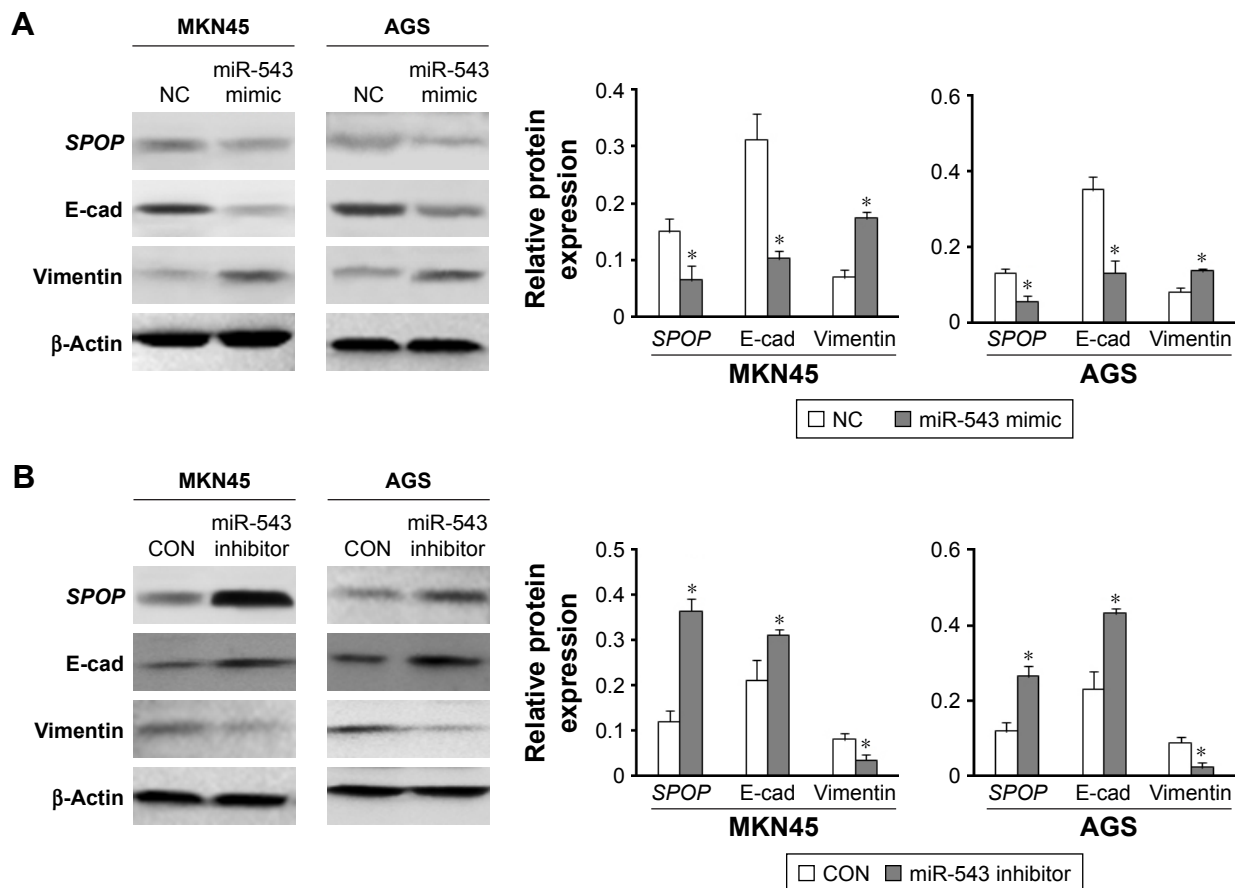 A
MKN45 AGS
NC miR-543 mimic NC miR-543 mimic
SPOP
E-cad
Vimentin
β-Actin
Relative protein expression
0.4
0.3
0.2
0.1
0
SPOP E-cad Vimentin
MKN45
0.6
0.4
0.2
0
SPOP E-cad Vimentin
AGS
* * * * * *
NC miR-543 mimic
B
MKN45 AGS
CON miR-543 inhibitor CON miR-543 inhibitor
SPOP
E-cad
Vimentin
β-Actin
Relative protein expression
0.5
0.4
0.3
0.2
0.1
0
SPOP E-cad Vimentin
MKN45
0.6
0.4
0.2
0
SPOP E-cad Vimentin
AGS
* * * * * *
CON miR-543 inhibitor